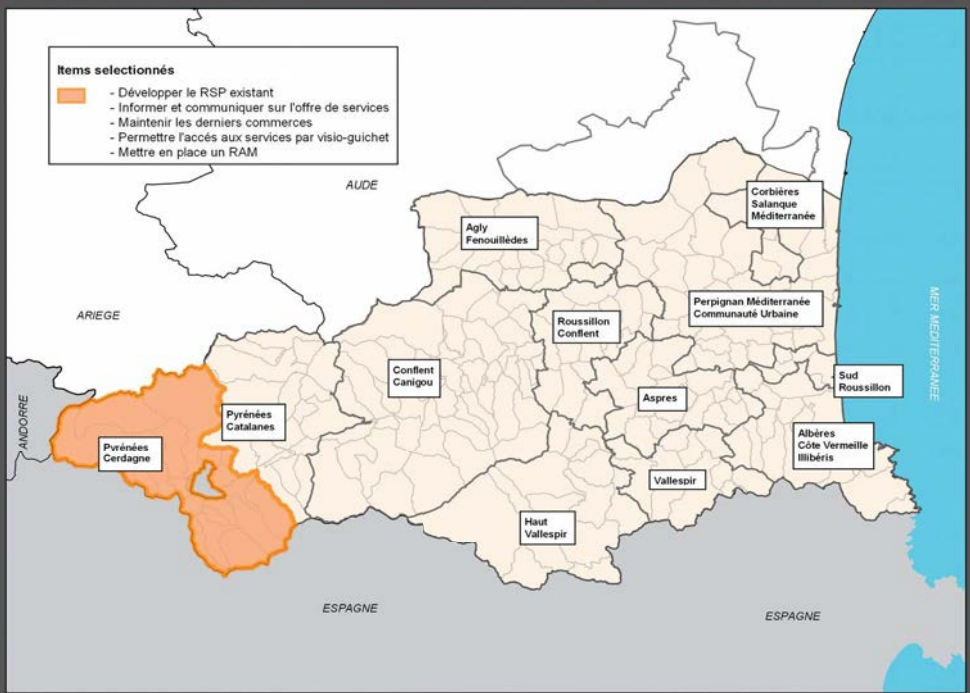 Items selectionnés
- Développer le RSP existant
- Informer et communiquer sur l'offre de services
- Maintenir les derniers commerces
- Permettre l'accés aux services par visio-guichet
- Mettre en place un RAM
AUDE
Corbières
Salanque
Méditerranée
Agly
Fenouillèdes
ARIEGE
Perpignan Méditerranée
Communauté Urbaine
MER MEDITERRANEE
Roussillon
Conflent
Conflent
Canigou
Sud
Roussillon
ANDORRE
Pyrénées
Catalanes
Aspres
Pyrénées
Cerdagne
Albères
Côte Vermeille
Illibéris
Vallespir
Haut
Vallespir
ESPAGNE
ESPAGNE